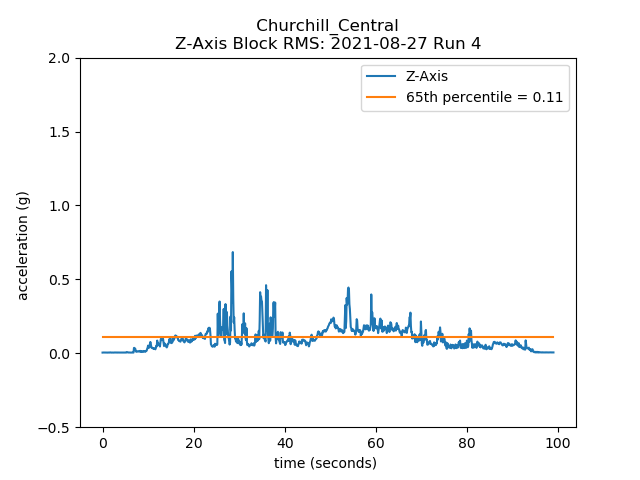 Churchill_Central
Z-Axis Block RMS: 2021-08-27 Run 4
Z-Axis
65th percentile = 0.11
2.0
1.5
1.0
0.5
0.0
−0.5
acceleration (g)
0 20 40 60 80 100
time (seconds)